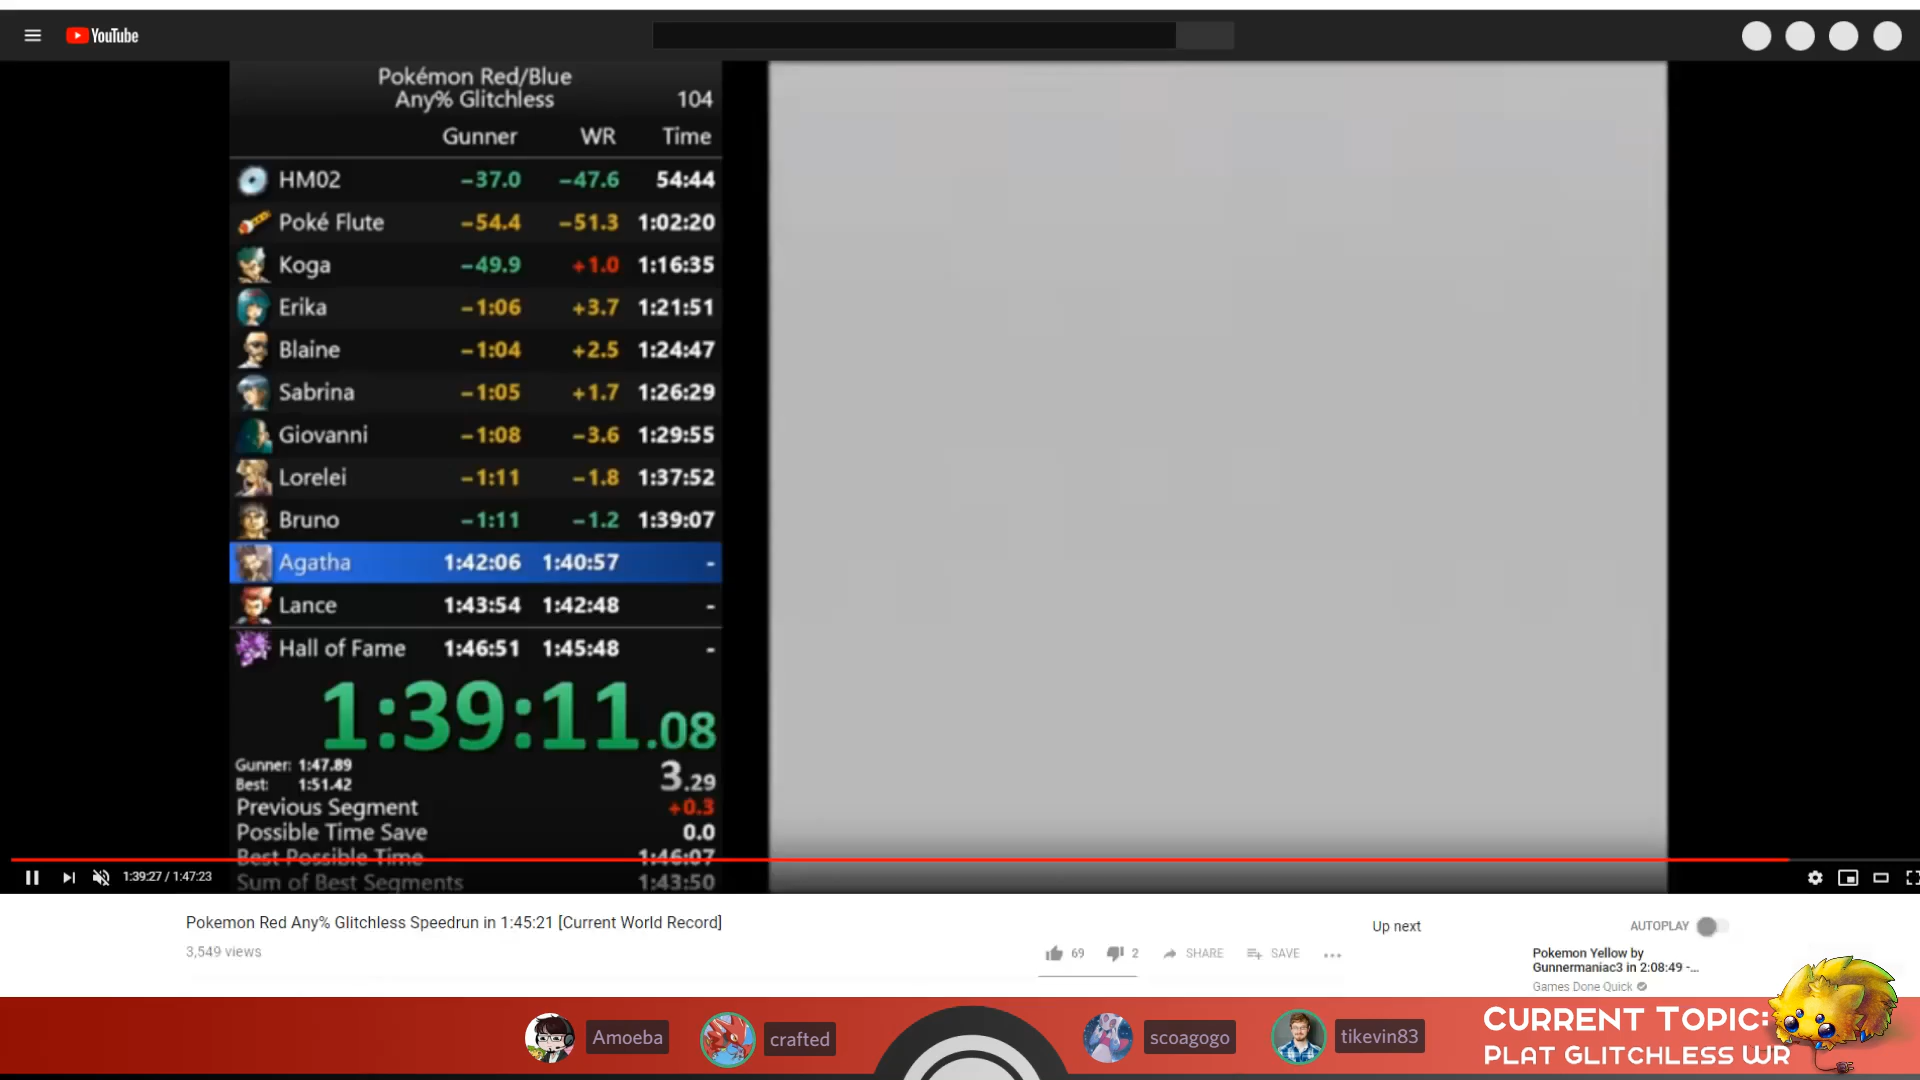 YouTube
Pokémon Red/Blue
Any% Glitchless 104
Gunner WR Time
HM02 -37.0 -47.6 54:44
Poké Flute -54.4 -51.3 1:02:20
Koga -49.9 +1.0 1:16:35
Erika -1:06 +3.7 1:21:51
Blaine -1:04 +2.5 1:24:47
Sabrina -1:05 +1.7 1:26:29
Giovanni -1:08 -3.6 1:29:55
Lorelei -1:11 -1.8 1:37:52
Bruno -1:11 -1.2 1:39:07
Agatha 1:42:06 1:40:57 -
Lance 1:43:54 1:42:48 -
Hall of Fame 1:46:51 1:45:48 -
1:39:11.08
Gunner: 1:47.89
Best: 1:51.42 3.29
Previous Segment +0.3
Possible Time Save 0.0
Best Possible Time 1:46:07
Sum of Best Segments 1:43:50
1:39:27 / 1:47:23
Pokemon Red Any% Glitchless Speedrun in 1:45:21 [Current World Record]
3,549 views
69 2 SHARE SAVE
Up next AUTOPLAY
Pokemon Yellow by
Gunnermaniac3 in 2:08:49 -...
Games Done Quick
Amoeba crafted scoagogo tikevin83
CURRENT TOPIC:
PLAT GLITCHLESS WR